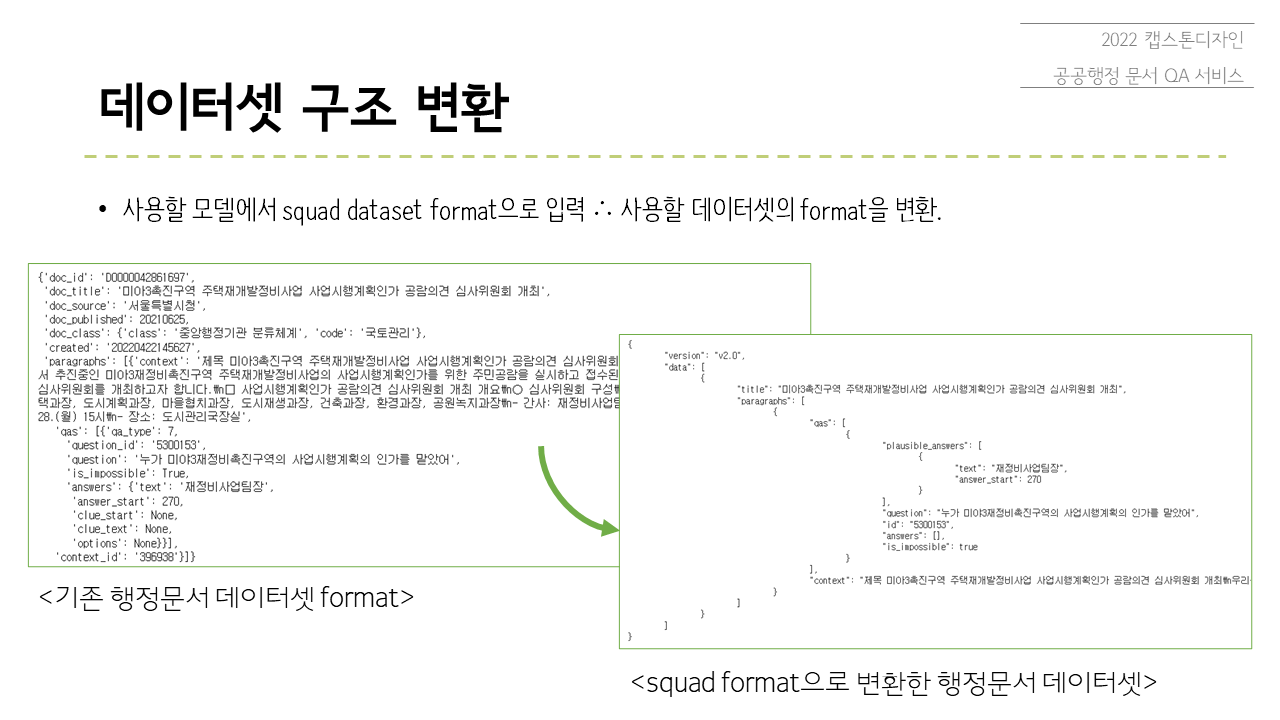 2022 캡스톤디자인
공공행정 문서 QA 서비스
데이터셋 구조 변환
• 사용할 모델에서 squad dataset format으로 입력 ∴ 사용할 데이터셋의 format을 변환.
{'doc_id': 'D0000042861697',
'doc_title': '미아3촉진구역 주택재개발정비사업 사업시행계획인가 공람의견 심사위원회 개최',
'doc_source': '서울특별시청',
'doc_published': 20210625,
'doc_class': {'class': '중앙행정기관 분류체계', 'code': '국토관리'},
'created': '20220422145627',
'paragraphs': [{'context': '제목 미아3촉진구역 주택재개발정비사업 사업시행계획인가 공람의견 심사위원회
서 추진중인 미아3재정비촉진구역 주택재개발정비사업의 사업시행계획인가를 위한 주민공람을 실시하고 접수된
심사위원회를 개최하고자 합니다.₩n□ 사업시행계획인가 공람의견 심사위원회 개최 개요₩n○ 심사위원회 구성₩
택과장, 도시계획과장, 마을협치과장, 도시재생과장, 건축과장, 환경과장, 공원녹지과장₩n- 간사: 재정비사업팀
28.(월) 15시₩n- 장소: 도시관리국장실',
'qas': [{'qa_type': 7,
'question_id': '5300153',
'question': '누가 미아3재정비촉진구역의 사업시행계획의 인가를 맡았어',
'is_impossible': True,
'answers': {'text': '재정비사업팀장',
'answer_start': 270,
'clue_start': None,
'clue_text': None,
'options': None}}],
'context_id': '396938'}]}
<기존 행정문서 데이터셋 format>
{
"version": "v2.0",
"data": [
{
"title": "미아3촉진구역 주택재개발정비사업 사업시행계획인가 공람의견 심사위원회 개최",
"paragraphs": [
{
"qas": [
{
"plausible_answers": [
{
"text": "재정비사업팀장",
"answer_start": 270
}
],
"question": "누가 미아3재정비촉진구역의 사업시행계획의 인가를 맡았어",
"id": "5300153",
"answers": [],
"is_impossible": true
}
],
"context": "제목 미아3촉진구역 주택재개발정비사업 사업시행계획인가 공람의견 심사위원회 개최₩n우리
}
]
}
]
}
<squad format으로 변환한 행정문서 데이터셋>